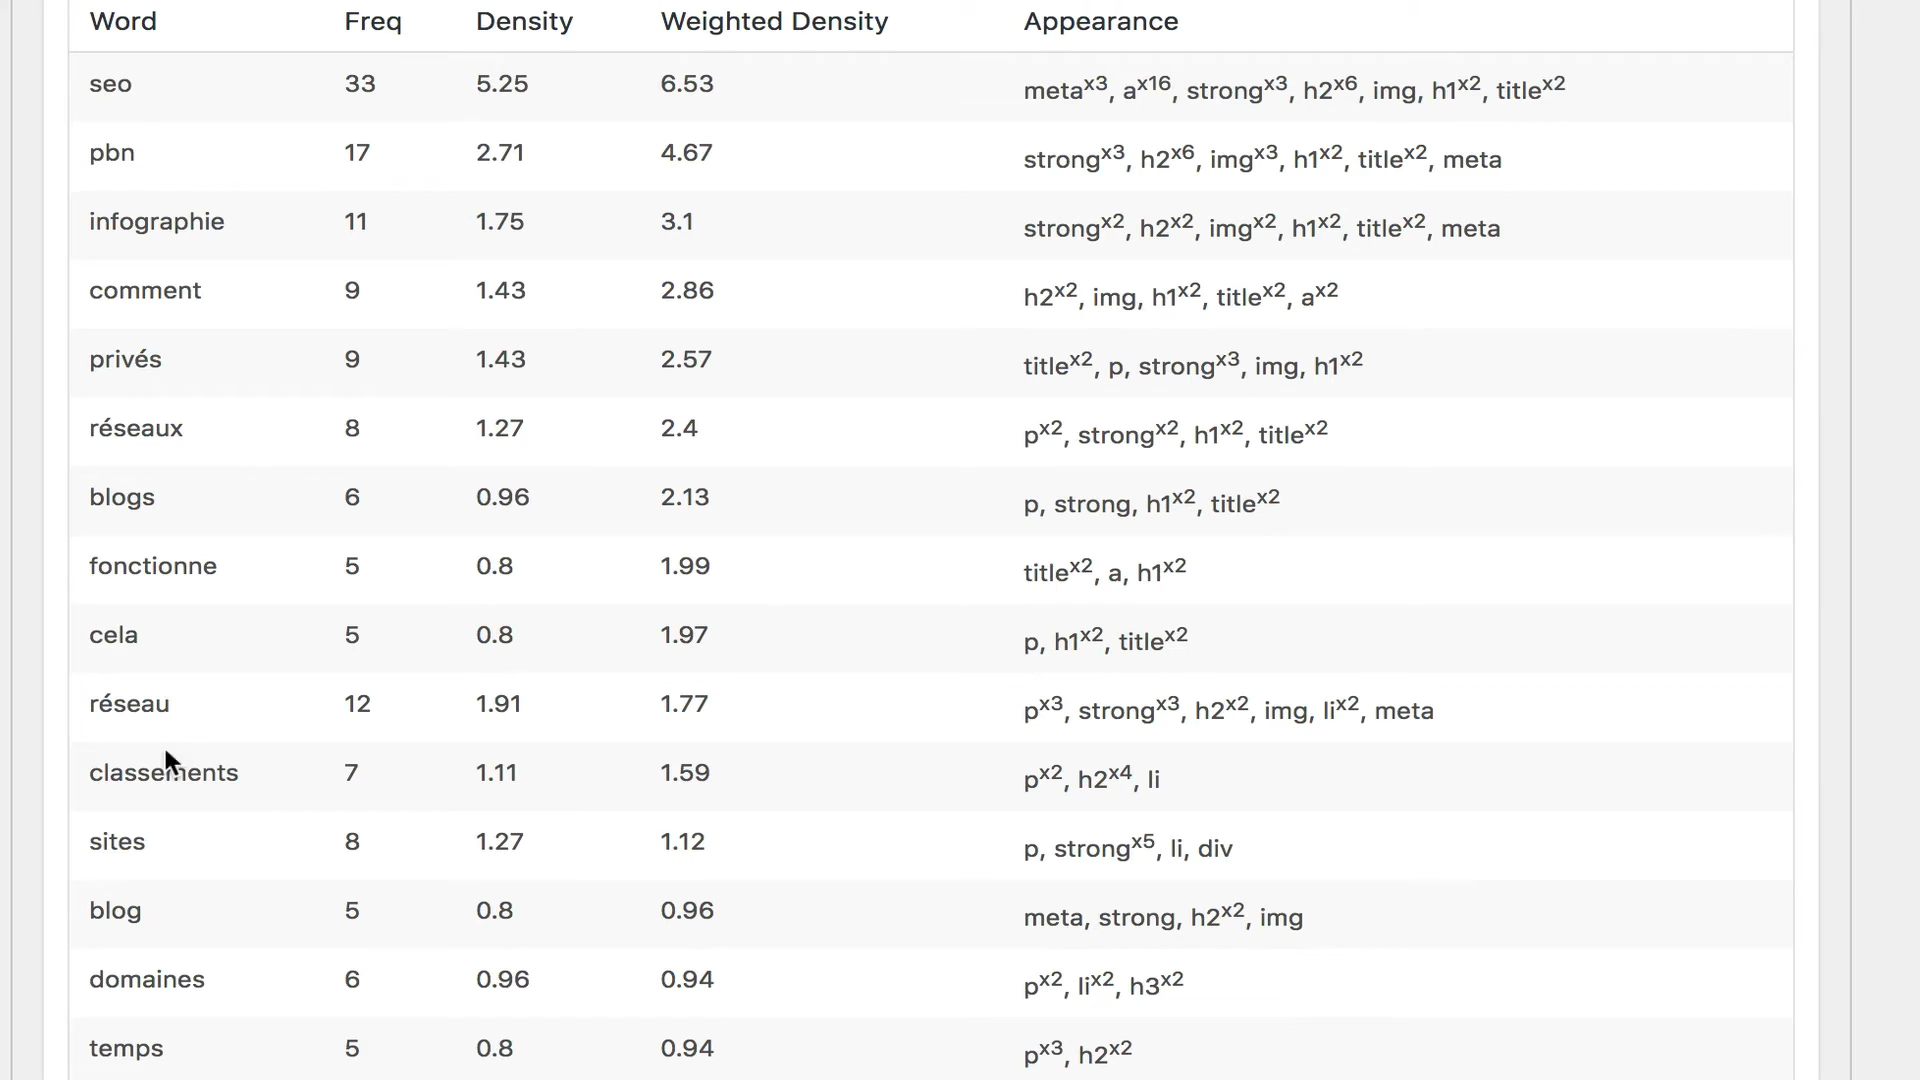 Word Freq Density Weighted Density Appearance
seo 33 5.25 6.53 metax3, ax16, strongx3, h2x6, img, h1x2, titlex2
pbn 17 2.71 4.67 strongx3, h2x6, imgx3, h1x2, titlex2, meta
infographie 11 1.75 3.1 strongx2, h2x2, imgx2, h1x2, titlex2, meta
comment 9 1.43 2.86 h2x2, img, h1x2, titlex2, ax2
privés 9 1.43 2.57 titlex2, p, strongx3, img, h1x2
réseaux 8 1.27 2.4 px2, strongx2, h1x2, titlex2
blogs 6 0.96 2.13 p, strong, h1x2, titlex2
fonctionne 5 0.8 1.99 titlex2, a, h1x2
cela 5 0.8 1.97 p, h1x2, titlex2
réseau 12 1.91 1.77 px3, strongx3, h2x2, img, lix2, meta
classements 7 1.11 1.59 px2, h2x4, li
sites 8 1.27 1.12 p, strongx5, li, div
blog 5 0.8 0.96 meta, strong, h2x2, img
domaines 6 0.96 0.94 px2, lix2, h3x2
temps 5 0.8 0.94 px3, h2x2